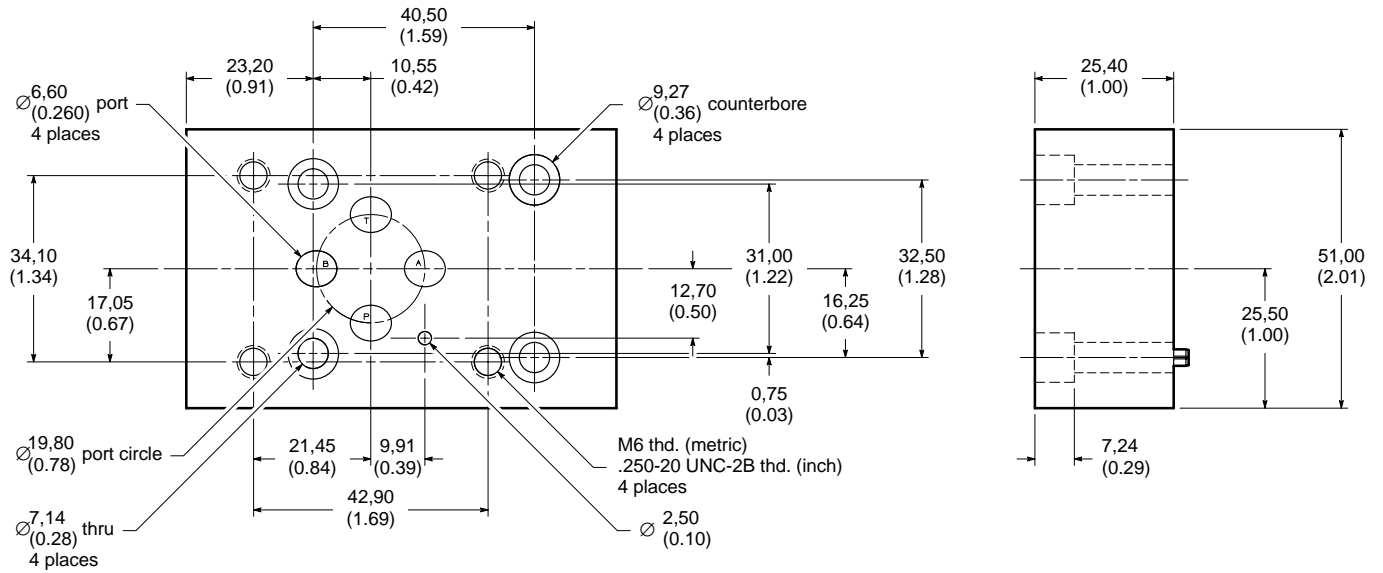 40,50
(1.59)
23,20
(0.91)
10,55
(0.42)
25,40
(1.00)
∅6,60
(0.260) port
4 places
∅9,27
(0.36) counterbore
4 places
T
B
A
P
34,10
(1.34)
17,05
(0.67)
12,70
(0.50)
31,00
(1.22)
16,25
(0.64)
32,50
(1.28)
0,75
(0.03)
51,00
(2.01)
25,50
(1.00)
7,24
(0.29)
∅19,80
(0.78) port circle
21,45
(0.84)
9,91
(0.39)
M6 thd. (metric)
.250-20 UNC-2B thd. (inch)
4 places
42,90
(1.69)
∅7,14
(0.28) thru
4 places
∅ 2,50
(0.10)